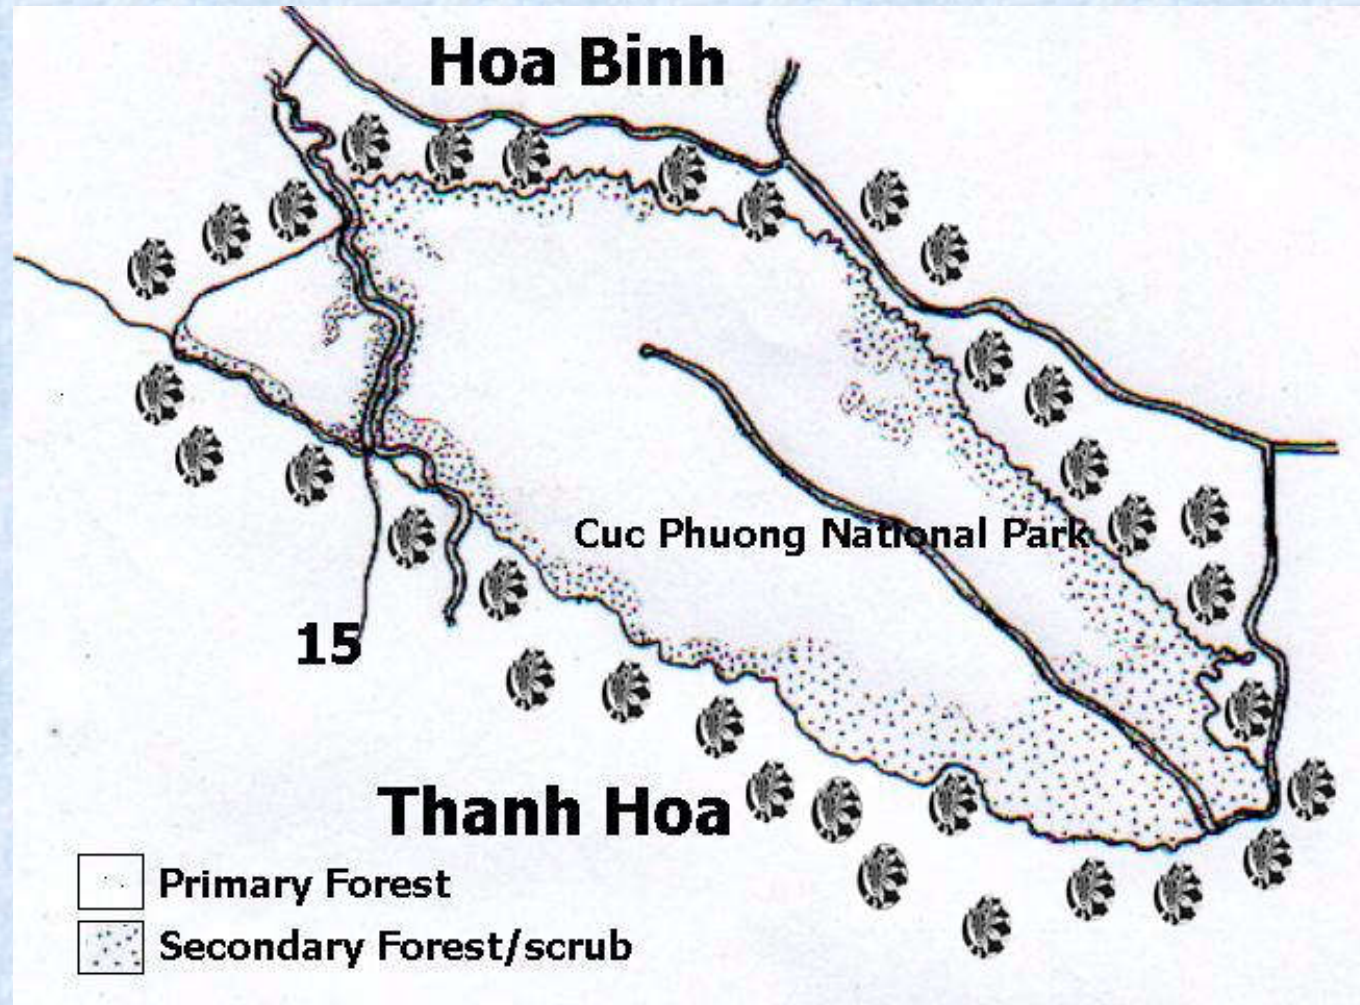 Hoa Binh
Cuc Phuong National Park
15
Thanh Hoa
Primary Forest
Secondary Forest/scrub